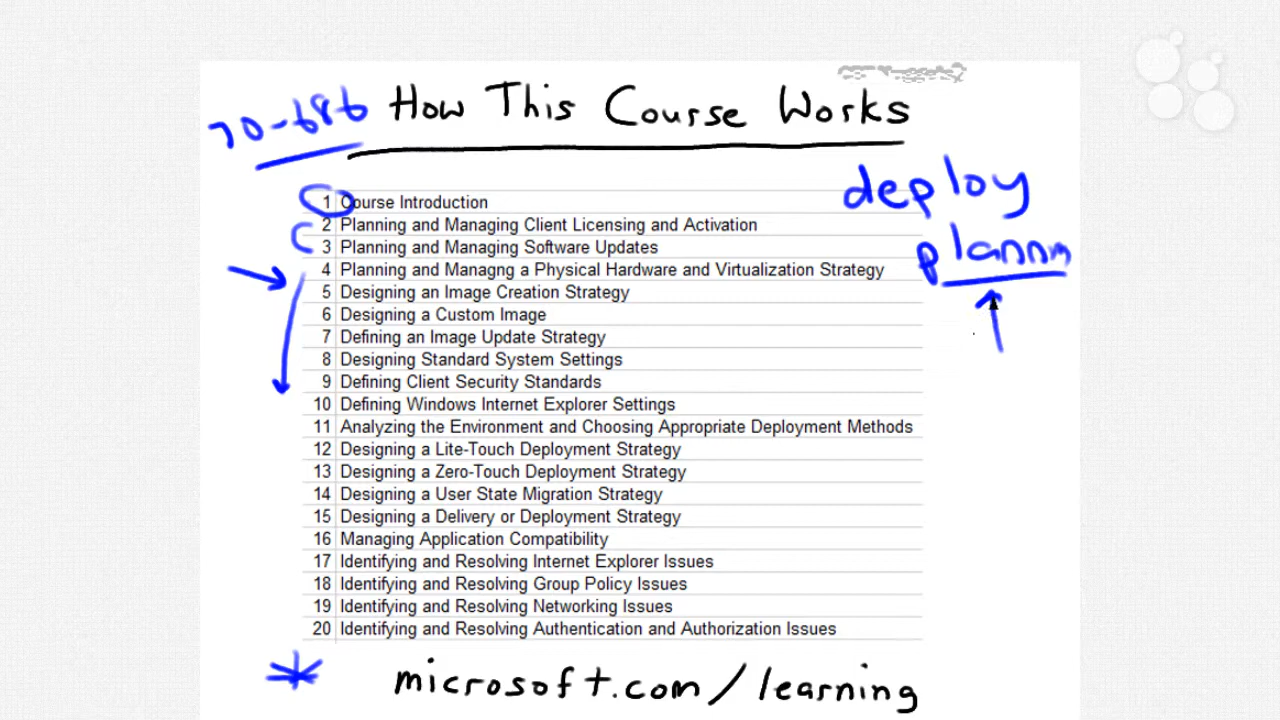 70-686 How This Course Works
deploy
1 Course Introduction
2 Planning and Managing Client Licensing and Activation
3 Planning and Managing Software Updates
4 Planning and Managng a Physical Hardware and Virtualization Strategy
5 Designing an Image Creation Strategy
6 Designing a Custom Image
7 Defining an Image Update Strategy
8 Designing Standard System Settings
9 Defining Client Security Standards
10 Defining Windows Internet Explorer Settings
11 Analyzing the Environment and Choosing Appropriate Deployment Methods
12 Designing a Lite-Touch Deployment Strategy
13 Designing a Zero-Touch Deployment Strategy
14 Designing a User State Migration Strategy
15 Designing a Delivery or Deployment Strategy
16 Managing Application Compatibility
17 Identifying and Resolving Internet Explorer Issues
18 Identifying and Resolving Group Policy Issues
19 Identifying and Resolving Networking Issues
20 Identifying and Resolving Authentication and Authorization Issues
* microsoft.com/learning